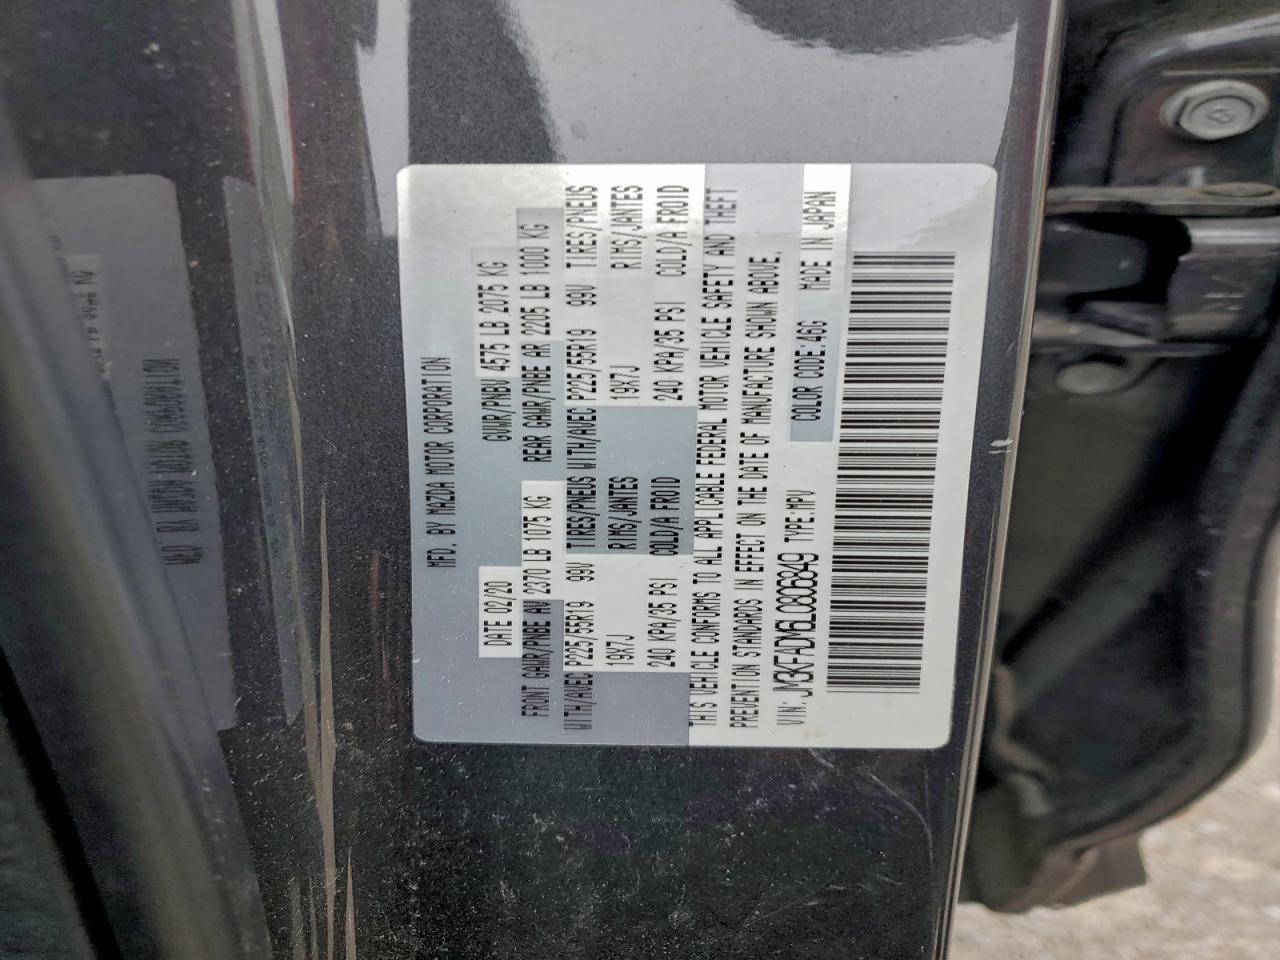 MFD. BY MAZDA MOTOR CORPORATION
DATE 02/20 GVWR/PNBV 4575 LB 2075 KG
FRONT GAWR/PNBE AV 2370 LB 1075 KG REAR GAWR/PNBE AR 2205 LB 1000 KG
WITH/AVEC P225/55R19 99V TIRES/PNEUS WITH/AVEC P225/55R19 99V TIRES/PNEUS
19X7J RIMS/JANTES 19X7J RIMS/JANTES
240 KPA/35 PSI COLD/A FROID 240 KPA/35 PSI COLD/A FROID
THIS VEHICLE CONFORMS TO ALL APPLICABLE FEDERAL MOTOR VEHICLE SAFETY AND THEFT
PREVENTION STANDARDS IN EFFECT ON THE DATE OF MANUFACTURE SHOWN ABOVE.
VIN: JM3KFADM6L0806849 TYPE:MPV COLOR CODE:46G MADE IN JAPAN